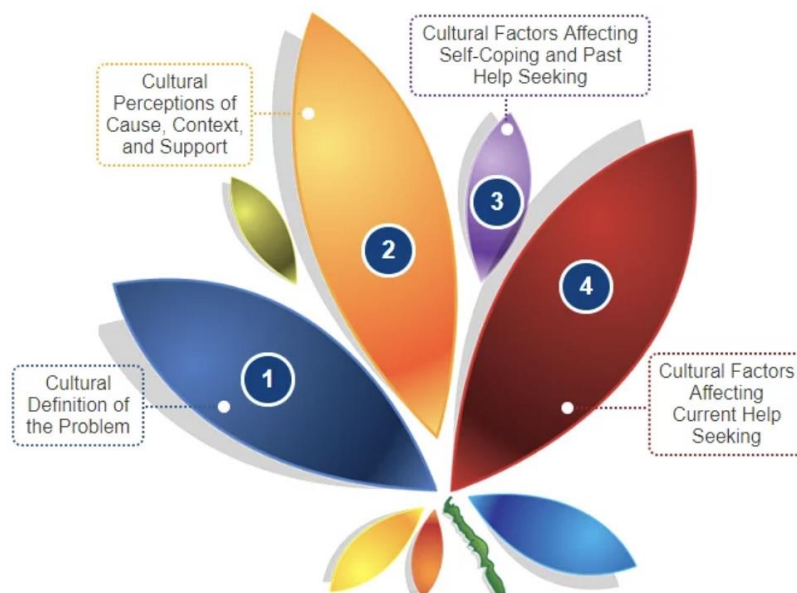 Cultural
Definition of
the Problem
1
Cultural
Perceptions of
Cause, Context,
and Support
2
Cultural Factors Affecting
Self-Coping and Past
Help Seeking
3
Cultural Factors
Affecting
Current Help
Seeking
4